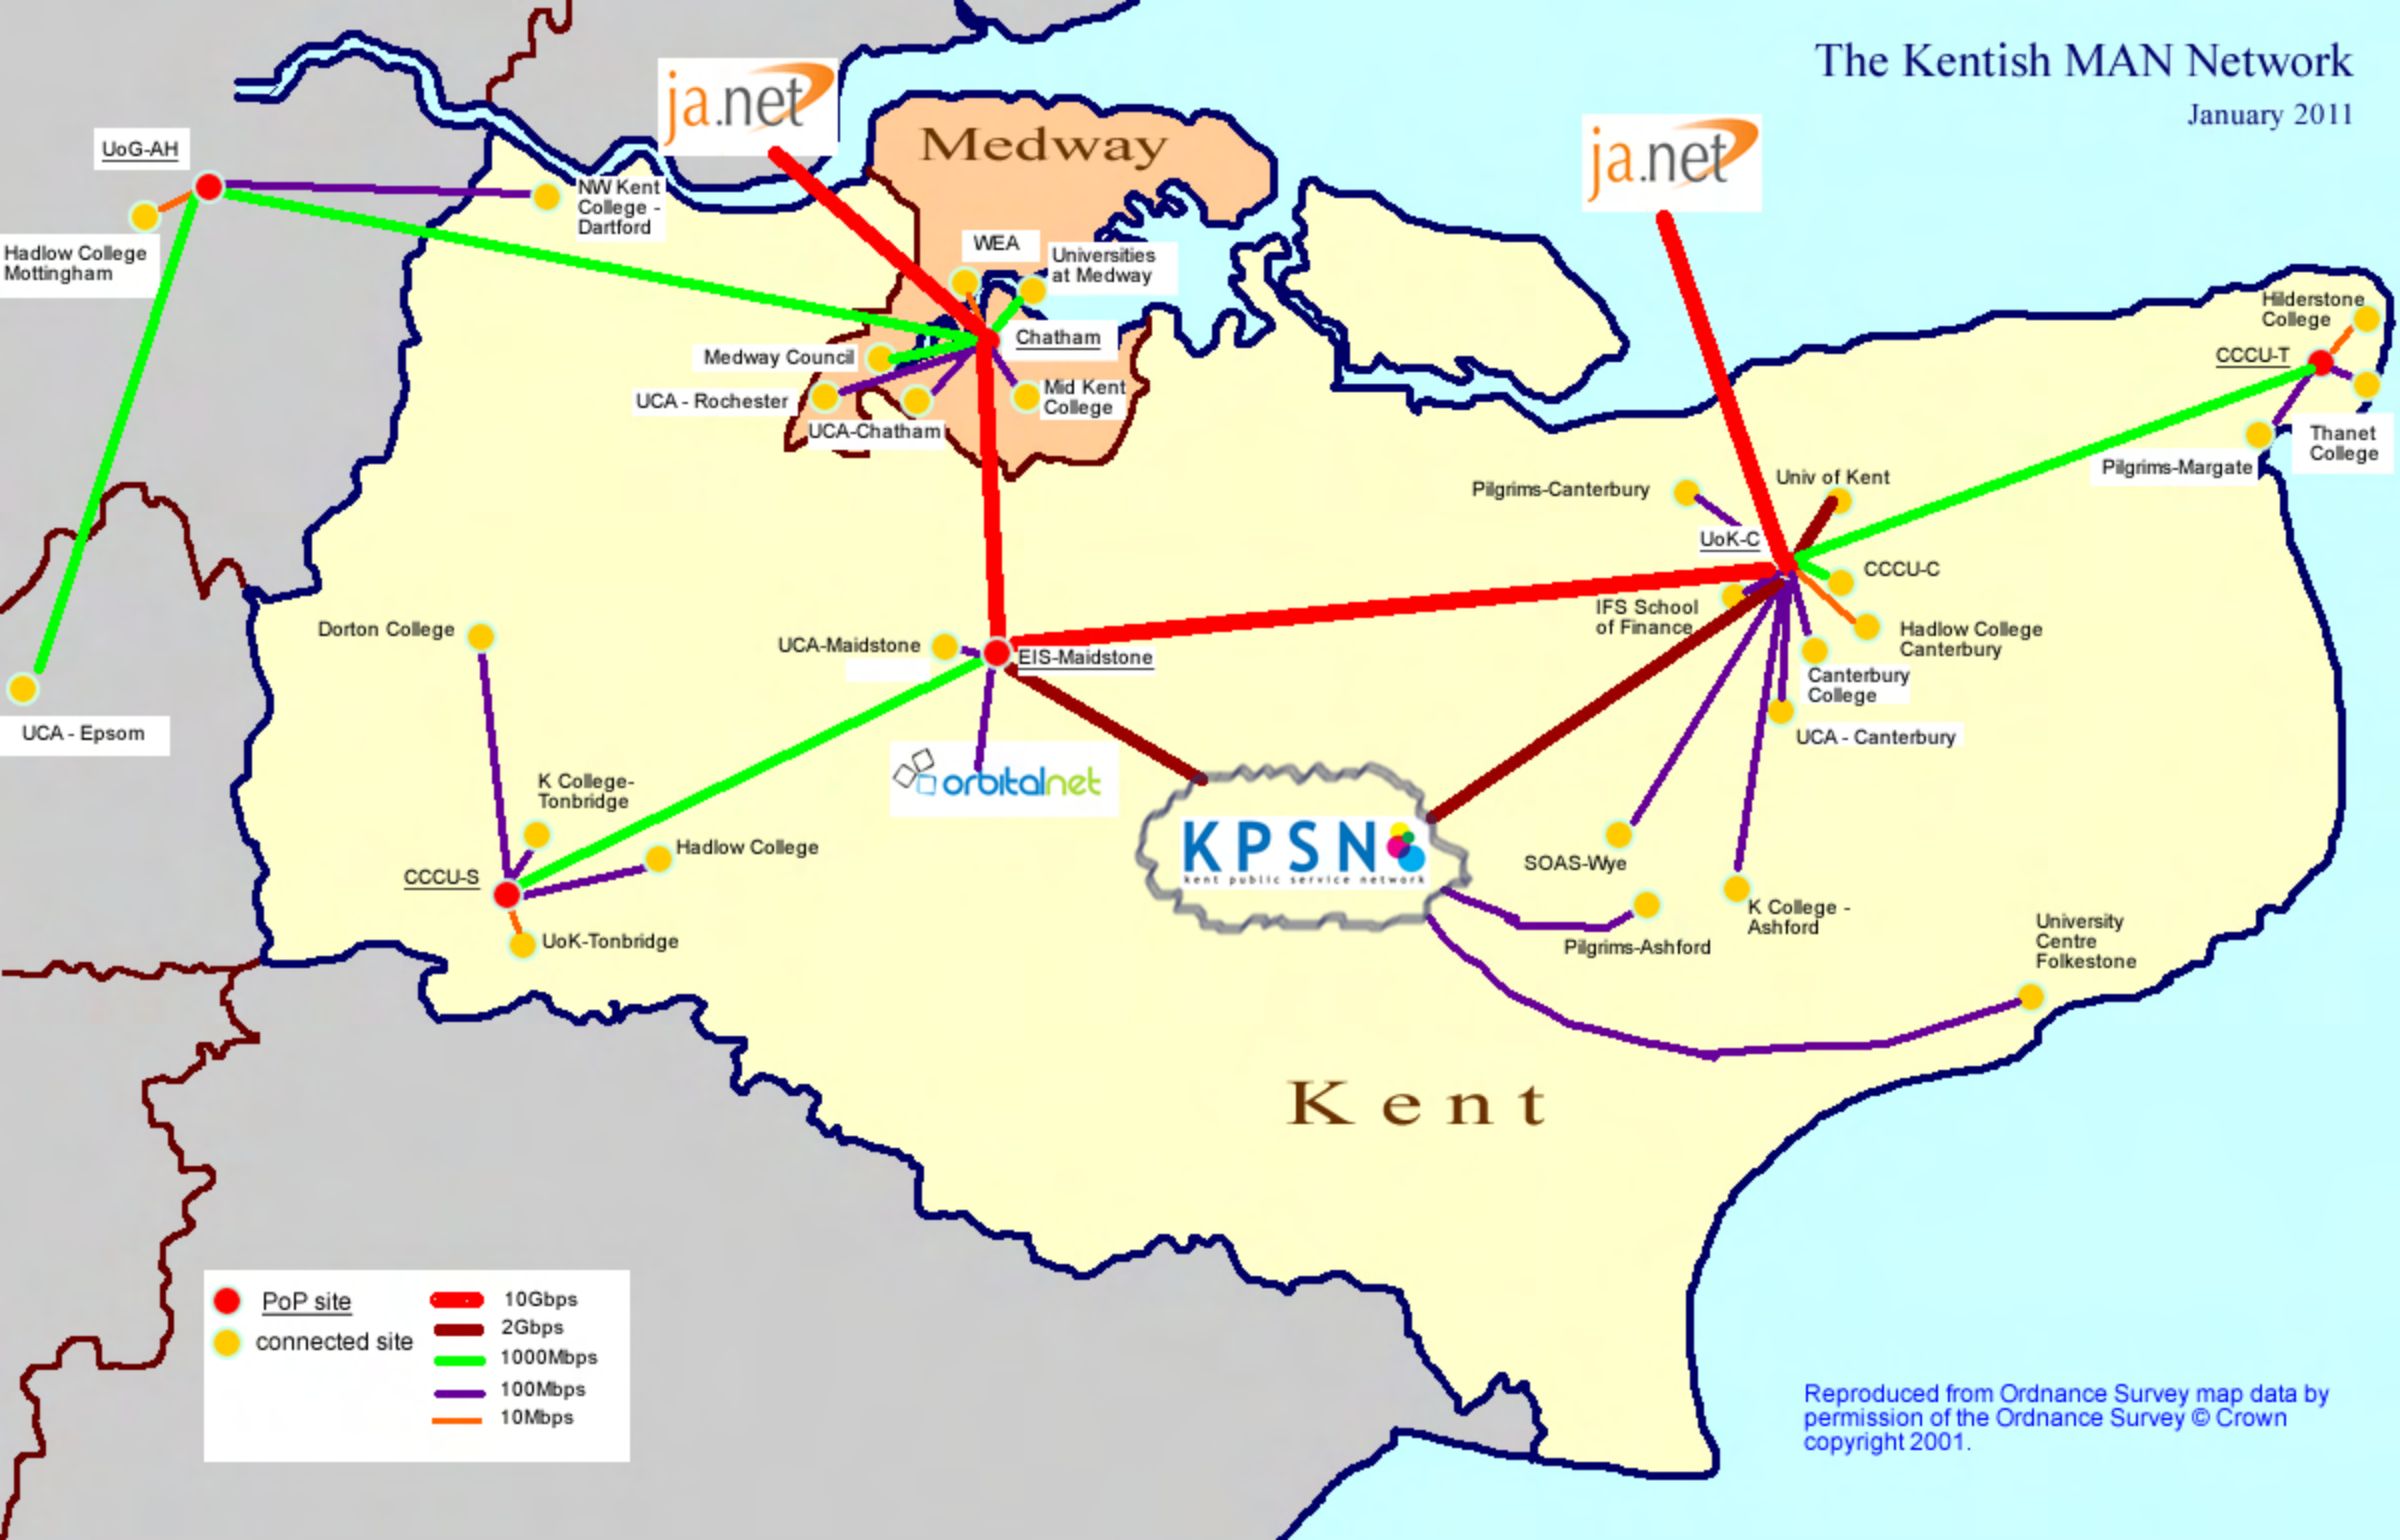 The Kentish MAN Network
January 2011
ja.net
ja.net
Medway
UoG-AH
NW Kent
College -
Dartford
Hadlow College
Mottingham
WEA
Universities
at Medway
Chatham
Medway Council
UCA - Rochester
UCA-Chatham
Mid Kent
College
Hilderstone
College
CCCU-T
Thanet
College
Pilgrims-Margate
Pilgrims-Canterbury
Univ of Kent
UoK-C
CCCU-C
IFS School
of Finance
Hadlow College
Canterbury
Canterbury
College
UCA - Canterbury
Dorton College
UCA-Maidstone
EIS-Maidstone
UCA - Epsom
orbitalnet
K College-
Tonbridge
Hadlow College
CCCU-S
UoK-Tonbridge
KPSN
kent public service network
SOAS-Wye
K College -
Ashford
Pilgrims-Ashford
University
Centre
Folkestone
Kent
PoP site
connected site
10Gbps
2Gbps
1000Mbps
100Mbps
10Mbps
Reproduced from Ordnance Survey map data by
permission of the Ordnance Survey © Crown
copyright 2001.